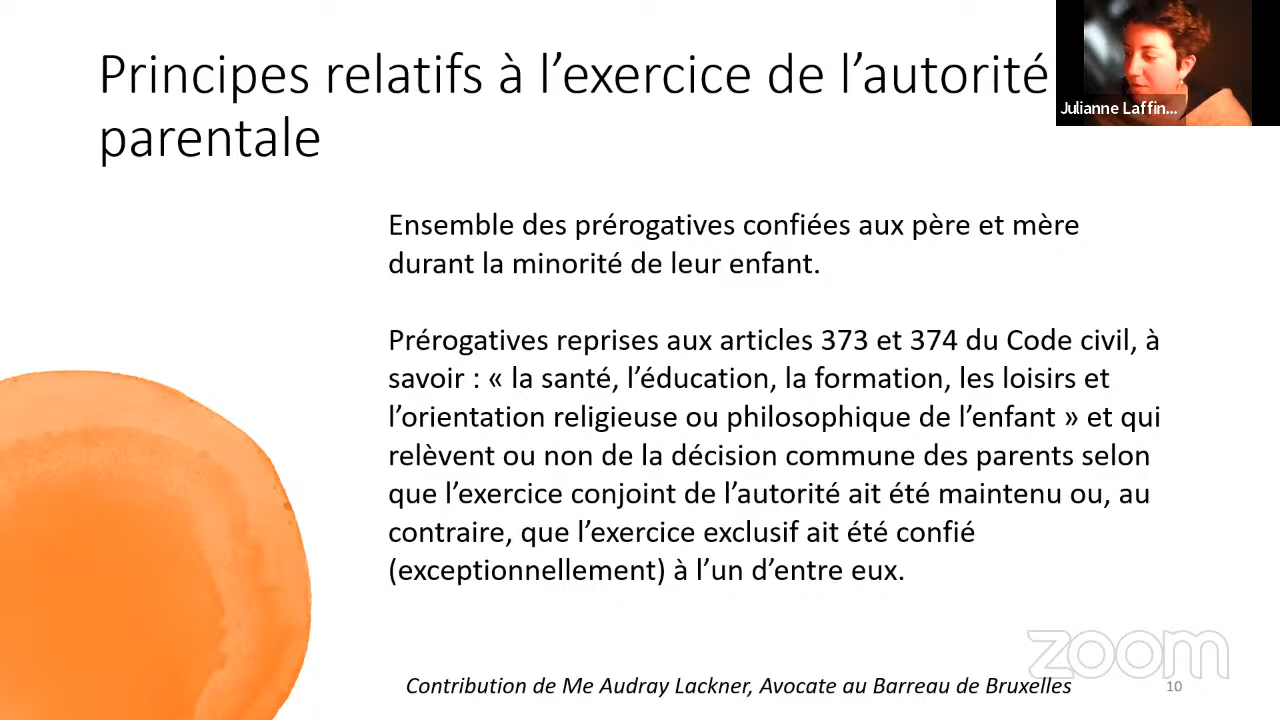 Principes relatifs à l’exercice de l’autorité
parentale
Julianne Laffin...
Ensemble des prérogatives confiées aux père et mère
durant la minorité de leur enfant.
Prérogatives reprises aux articles 373 et 374 du Code civil, à
savoir : « la santé, l’éducation, la formation, les loisirs et
l’orientation religieuse ou philosophique de l’enfant » et qui
relèvent ou non de la décision commune des parents selon
que l’exercice conjoint de l’autorité ait été maintenu ou, au
contraire, que l’exercice exclusif ait été confié
(exceptionnellement) à l’un d’entre eux.
zoom
Contribution de Me Audray Lackner, Avocate au Barreau de Bruxelles
10